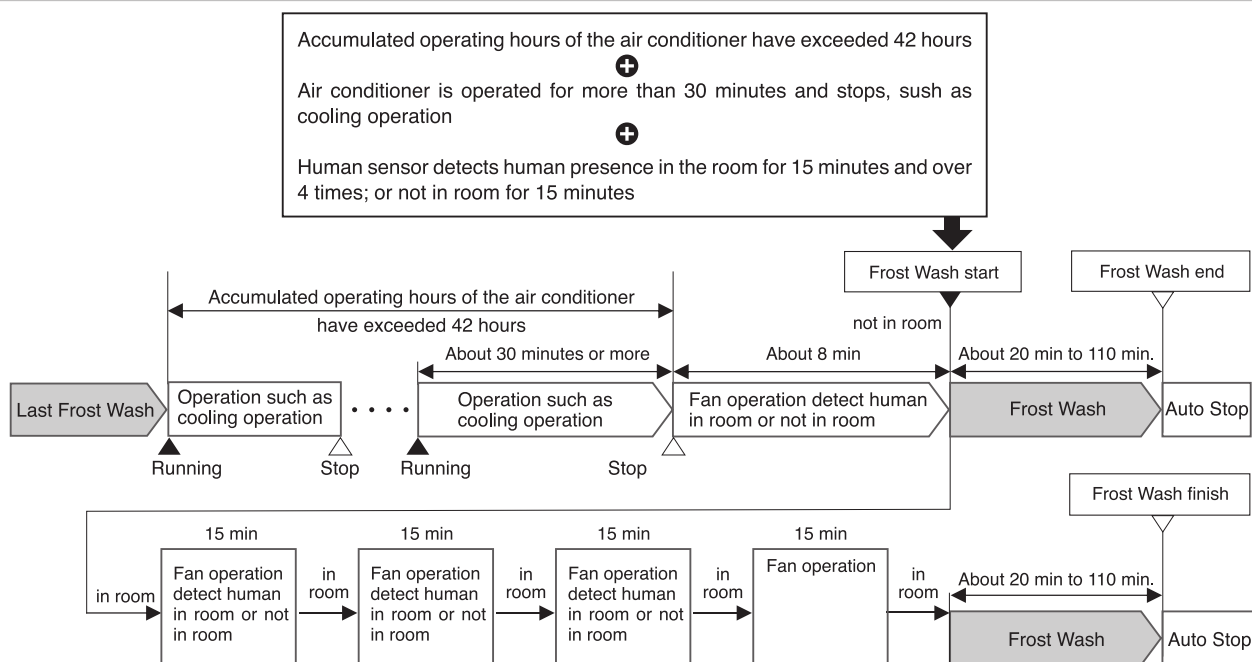 Accumulated operating hours of the air conditioner have exceeded 42 hours
Air conditioner is operated for more than 30 minutes and stops, sush as
cooling operation
Human sensor detects human presence in the room for 15 minutes and over
4 times; or not in room for 15 minutes
Frost Wash start
Frost Wash end
Accumulated operating hours of the air conditioner
have exceeded 42 hours
not in room
About 30 minutes or more
About 8 min
About 20 min to 110 min.
Last Frost Wash
Operation such as
cooling operation
Operation such as
cooling operation
Fan operation detect human
in room or not in room
Frost Wash
Auto Stop
Running
Stop
Running
Stop
Frost Wash finish
15 min
15 min
15 min
15 min
in room
Fan operation
detect human
in room or not
in room
in
room
Fan operation
detect human
in room or not
in room
in
room
Fan operation
detect human
in room or not
in room
in
room
Fan operation
in
room
About 20 min to 110 min.
Frost Wash
Auto Stop